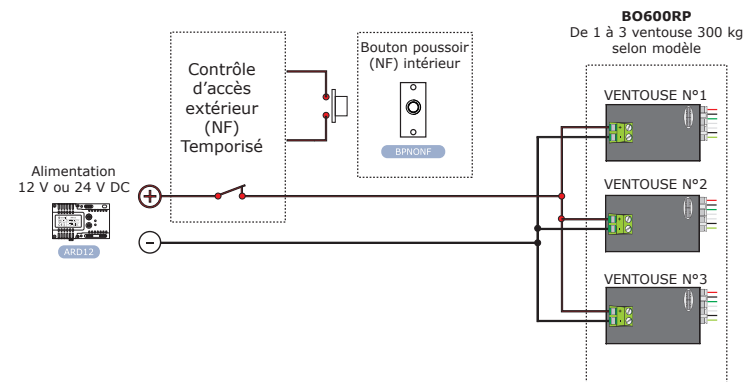 BO600RP
De 1 à 3 ventouse 300 kg
selon modèle
Contrôle
d'accès
extérieur
(NF)
Temporisé
Bouton poussoir
(NF) intérieur
BPNONF
VENTOUSE N°1
Alimentation
12 V ou 24 V DC
ARD12
+
-
VENTOUSE N°2
VENTOUSE N°3